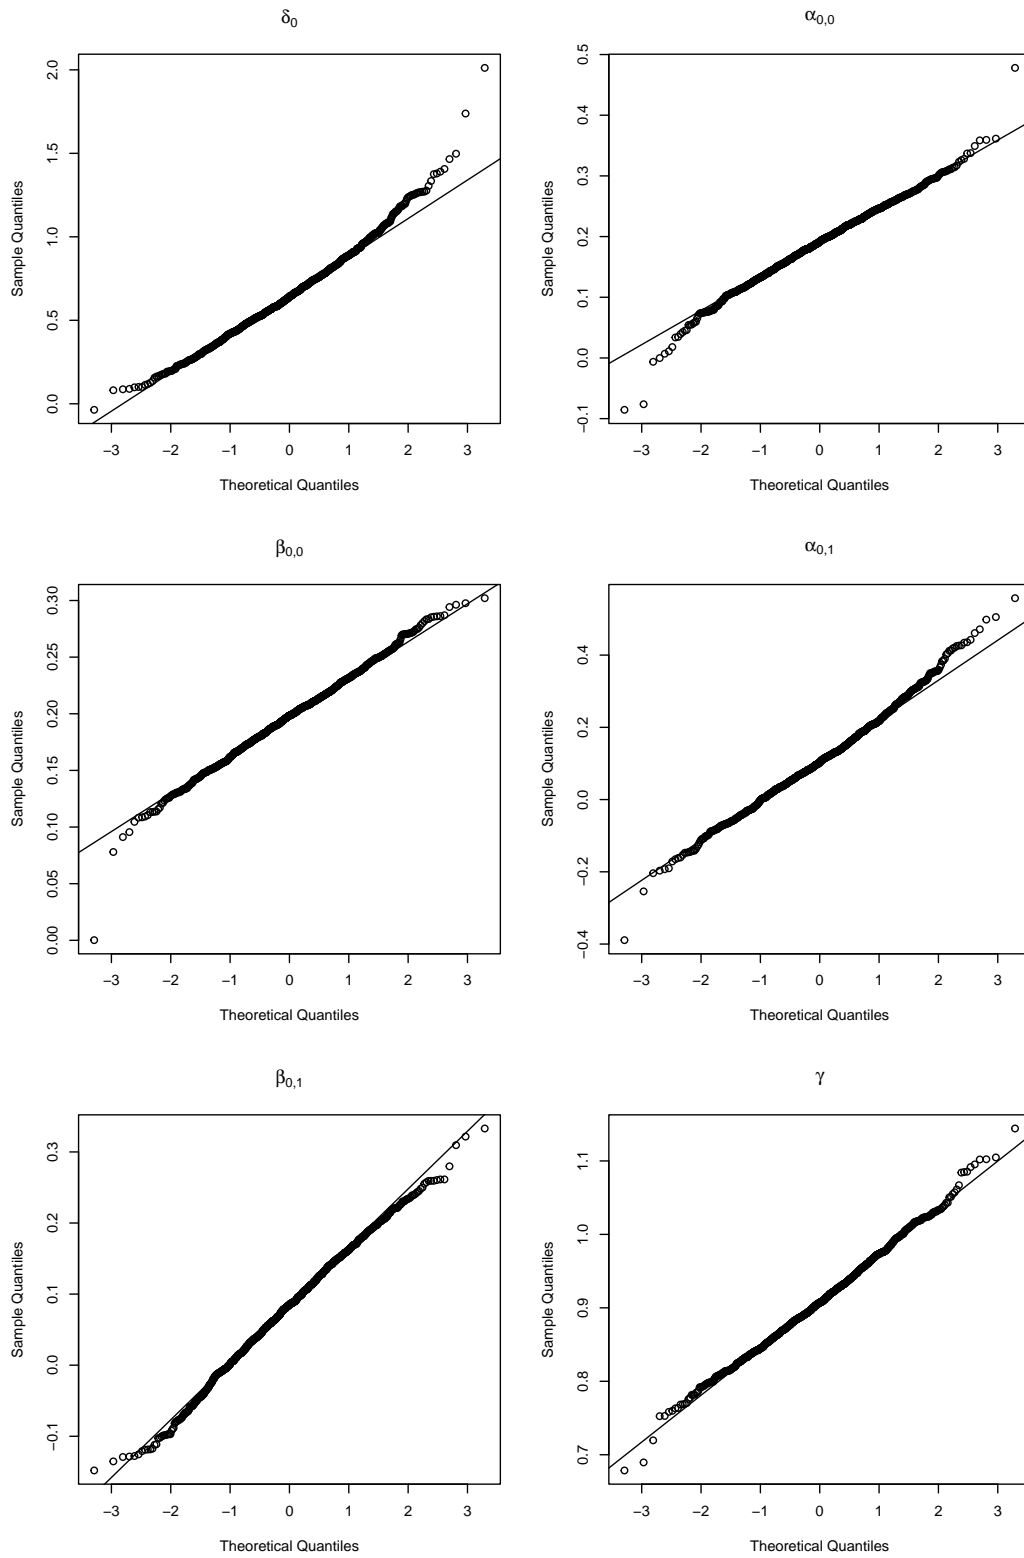 δ0
α0,0
Sample Quantiles
2.0
1.5
1.0
0.5
0.0
−3 −2 −1 0 1 2 3
Theoretical Quantiles
Sample Quantiles
0.5
0.4
0.3
0.2
0.1
0.0
−0.1
−3 −2 −1 0 1 2 3
Theoretical Quantiles
β0,0
α0,1
Sample Quantiles
0.30
0.25
0.20
0.15
0.10
0.05
0.00
−3 −2 −1 0 1 2 3
Theoretical Quantiles
Sample Quantiles
0.4
0.2
0.0
−0.2
−0.4
−3 −2 −1 0 1 2 3
Theoretical Quantiles
β0,1
γ
Sample Quantiles
0.3
0.2
0.1
0.0
−0.1
−3 −2 −1 0 1 2 3
Theoretical Quantiles
Sample Quantiles
1.1
1.0
0.9
0.8
0.7
−3 −2 −1 0 1 2 3
Theoretical Quantiles